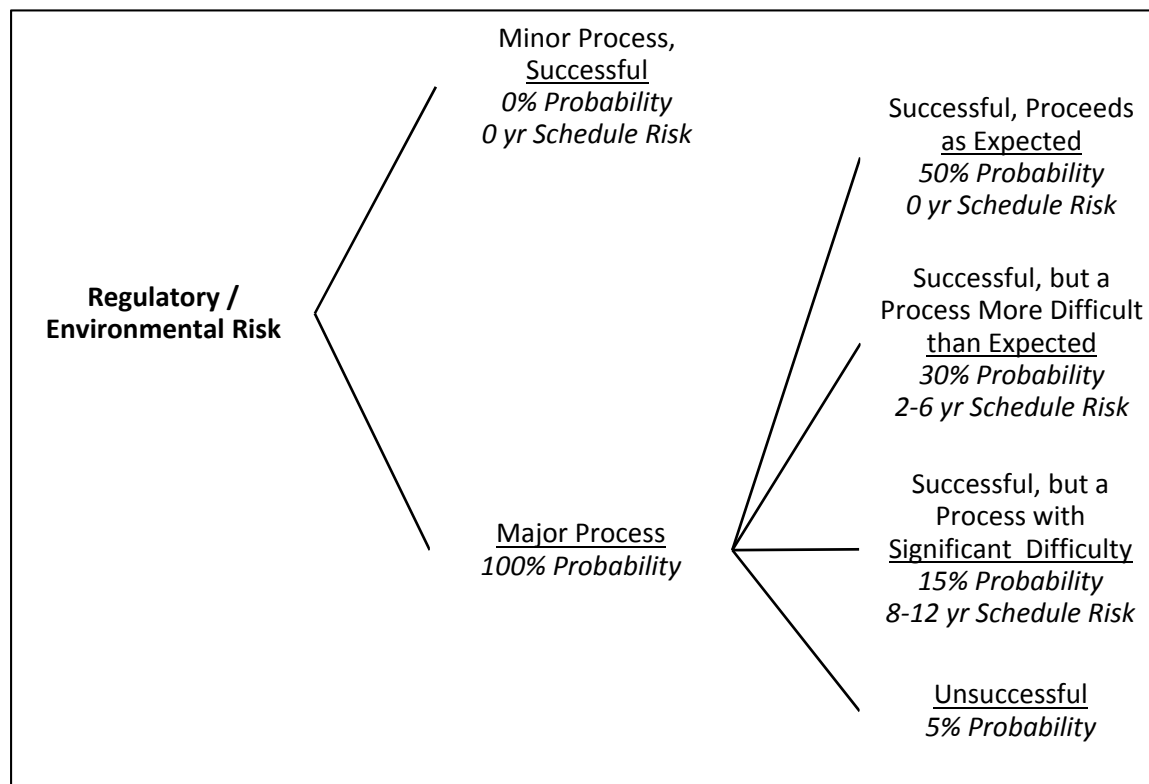 Regulatory /
Environmental Risk
Minor Process,
Successful
0% Probability
0 yr Schedule Risk
Major Process
100% Probability
Successful, Proceeds
as Expected
50% Probability
0 yr Schedule Risk
Successful, but a
Process More Difficult
than Expected
30% Probability
2-6 yr Schedule Risk
Successful, but a
Process with
Significant Difficulty
15% Probability
8-12 yr Schedule Risk
Unsuccessful
5% Probability